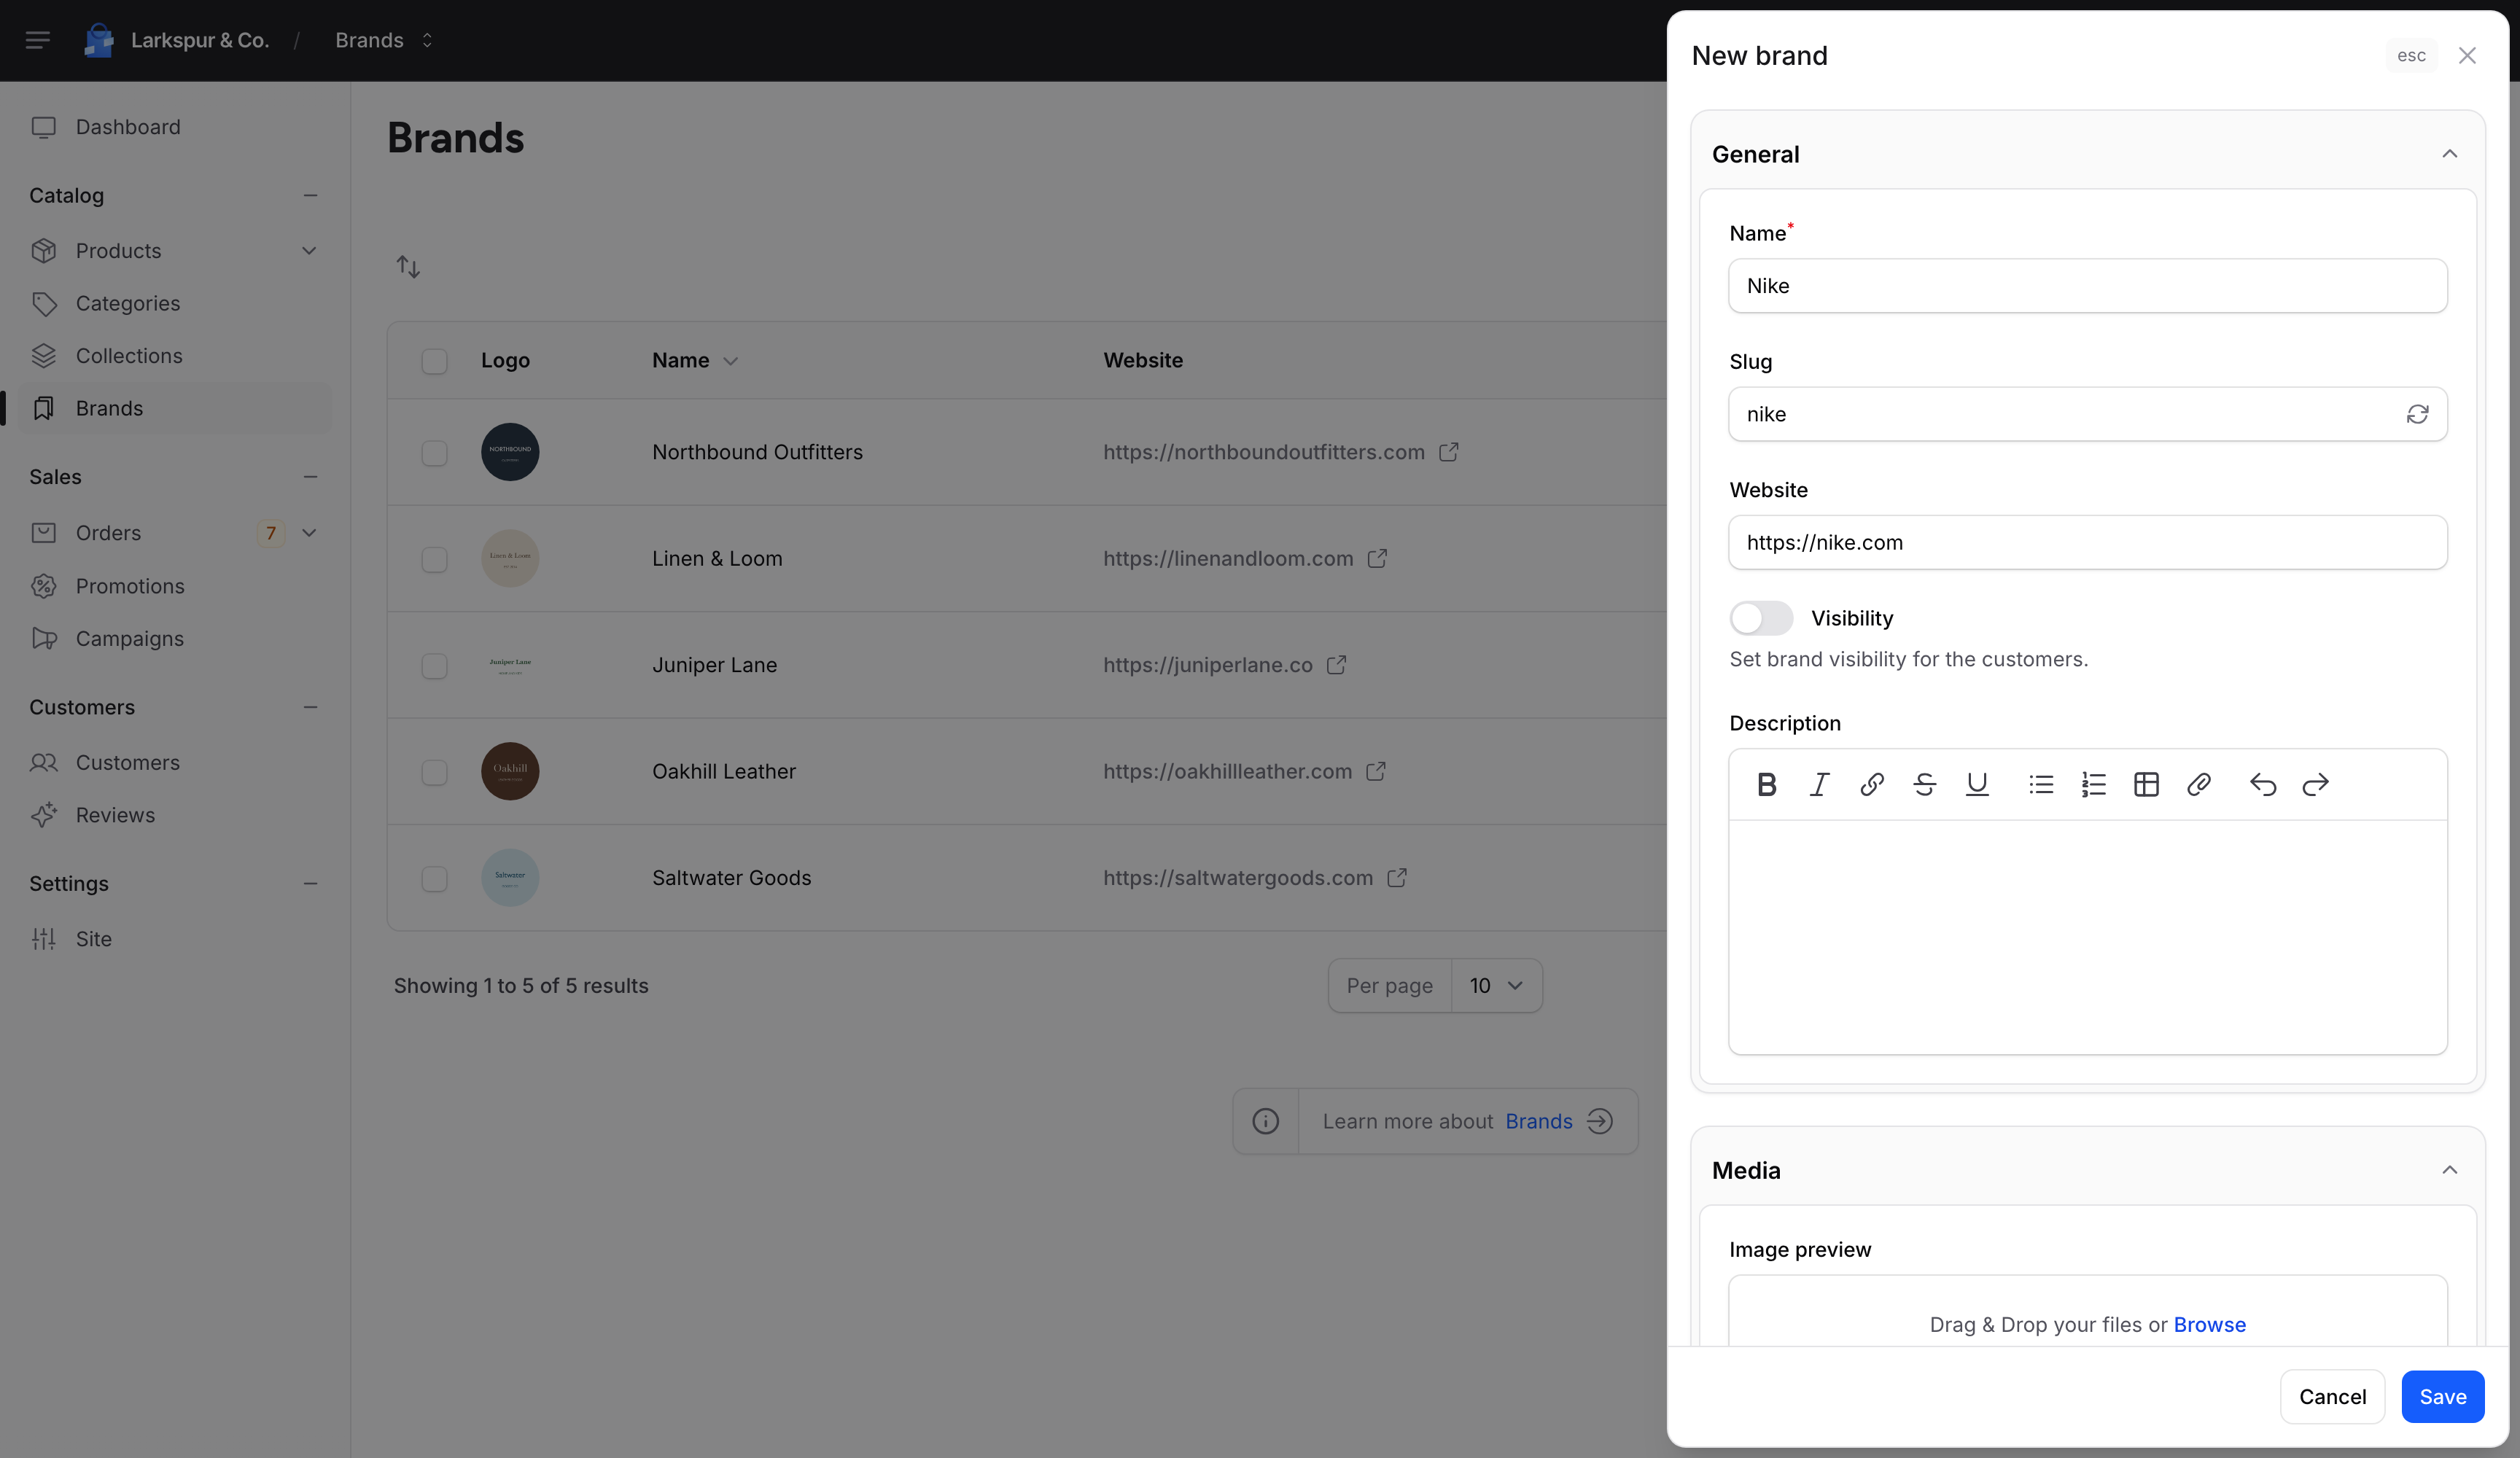 Larkspur & Co. / Brands
Dashboard
Catalog
Products
Categories
Collections
Brands
Sales
Orders 7
Promotions
Campaigns
Customers
Customers
Reviews
Settings
Site
Brands
Logo Name Website
NORTHBOUND Northbound Outfitters https://northboundoutfitters.com
Linen & Loom Linen & Loom https://linenandloom.com
Juniper Lane Juniper Lane https://juniperlane.co
Oakhill Oakhill Leather https://oakhillleather.com
Saltwater Saltwater Goods https://saltwatergoods.com
Showing 1 to 5 of 5 results
Per page 10
Learn more about Brands
New brand esc
General
Name*
Nike
Slug
nike
Website
https://nike.com
Visibility
Set brand visibility for the customers.
Description
Media
Image preview
Drag & Drop your files or Browse
Cancel Save